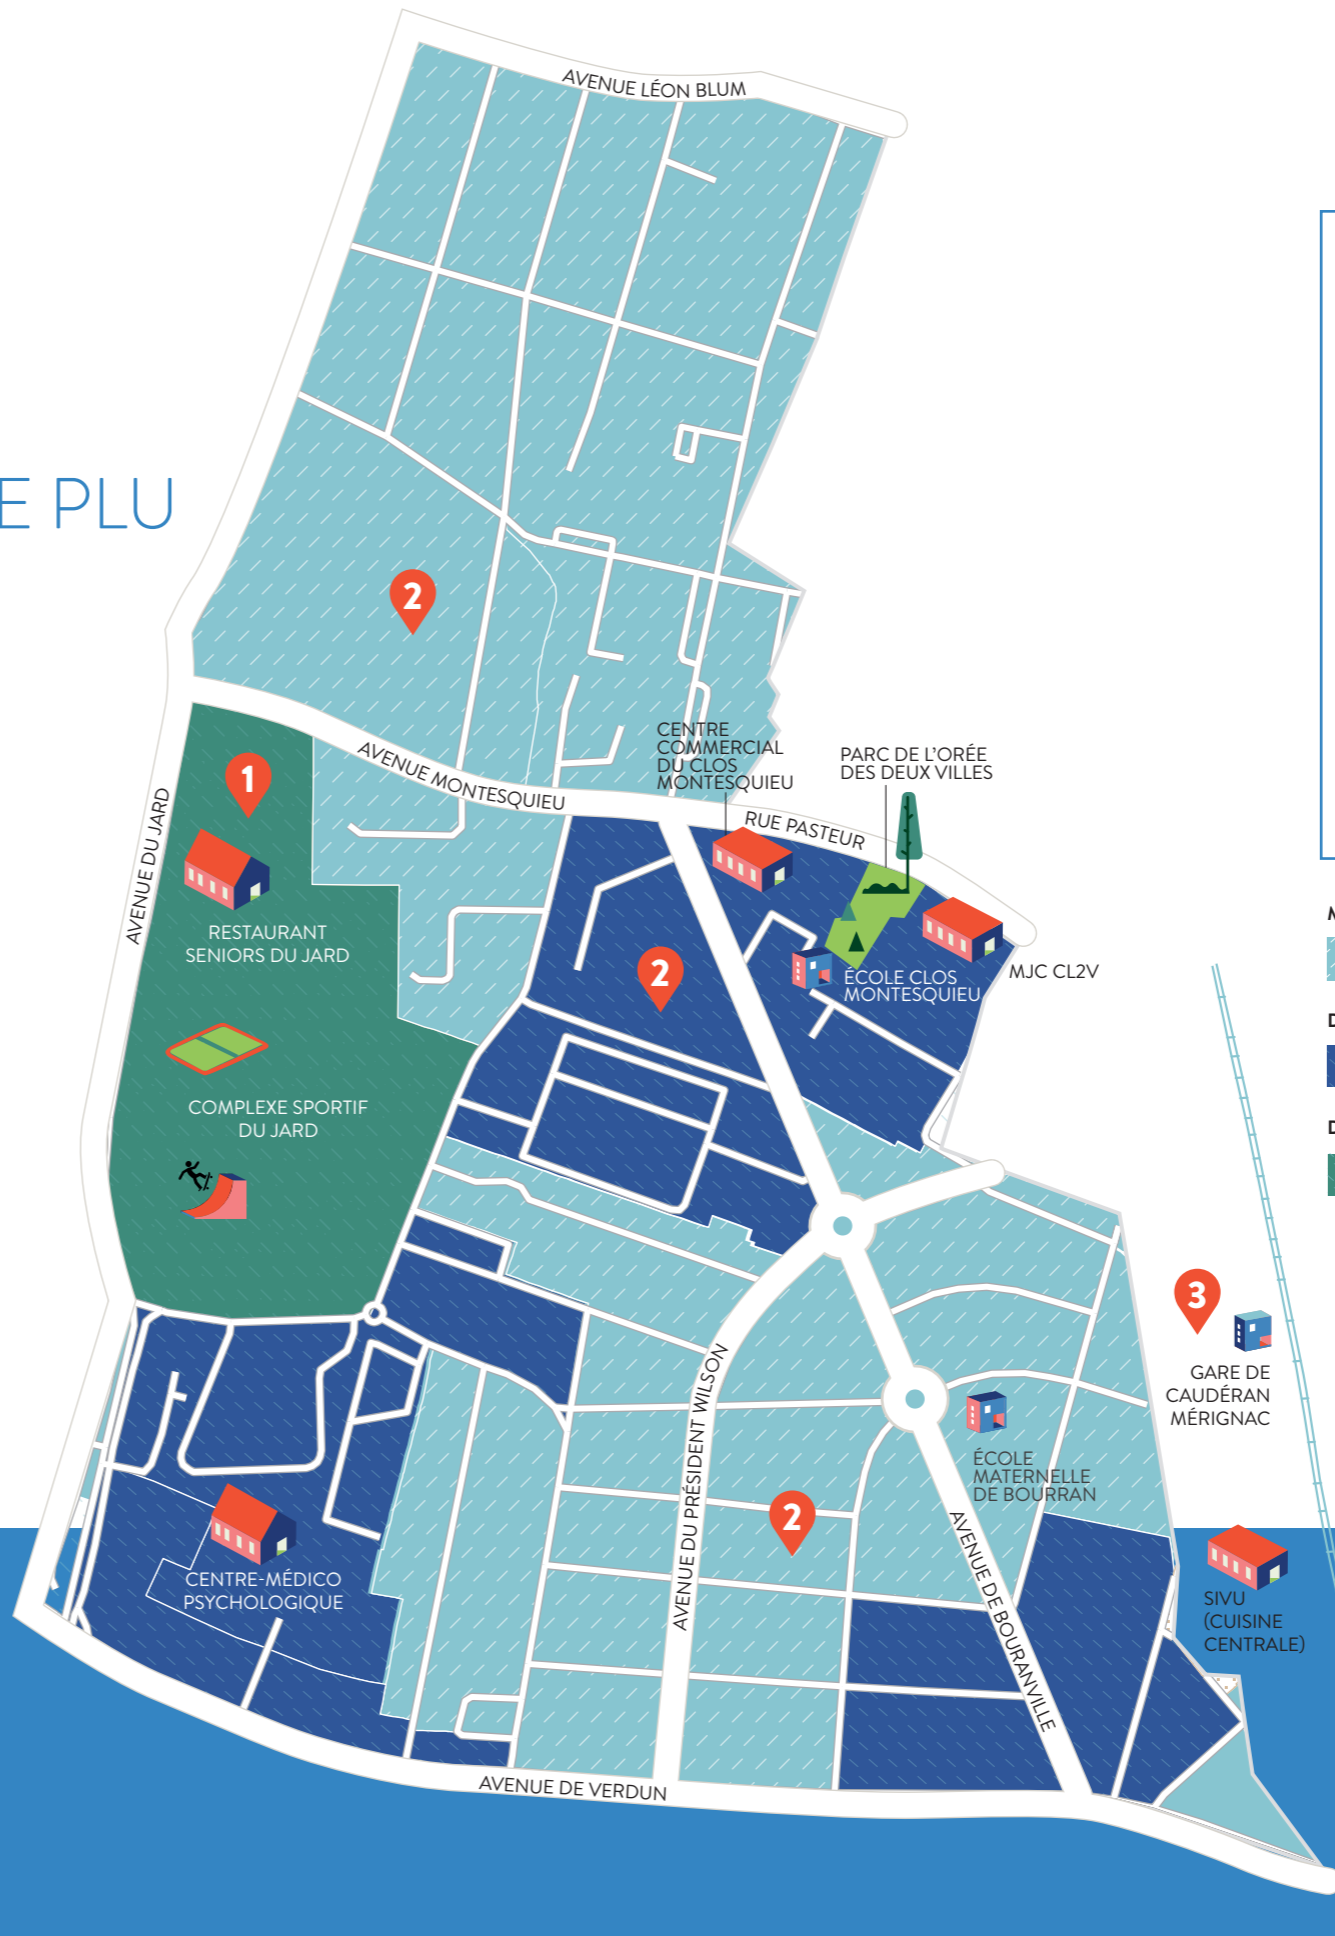 AVENUE LÉON BLUM
E PLU
2
CENTRE
COMMERCIAL
DU CLOS
MONTESQUIEU
PARC DE L'ORÉE
DES DEUX VILLES
AVENUE MONTESQUIEU
1
AVENUE DU JARD
RUE PASTEUR
RESTAURANT
SENIORS DU JARD
2
ÉCOLE CLOS
MONTESQUIEU
MJC CL2V
M
D
COMPLEXE SPORTIF
DU JARD
D
3
GARE DE
CAUDÉRAN
MÉRIGNAC
AVENUE DU PRÉSIDENT WILSON
ÉCOLE
MATERNELLE
DE BOURRAN
2
AVENUE DE BOURANVILLE
CENTRE-MÉDICO
PSYCHOLOGIQUE
SIVU
(CUISINE
CENTRALE)
AVENUE DE VERDUN